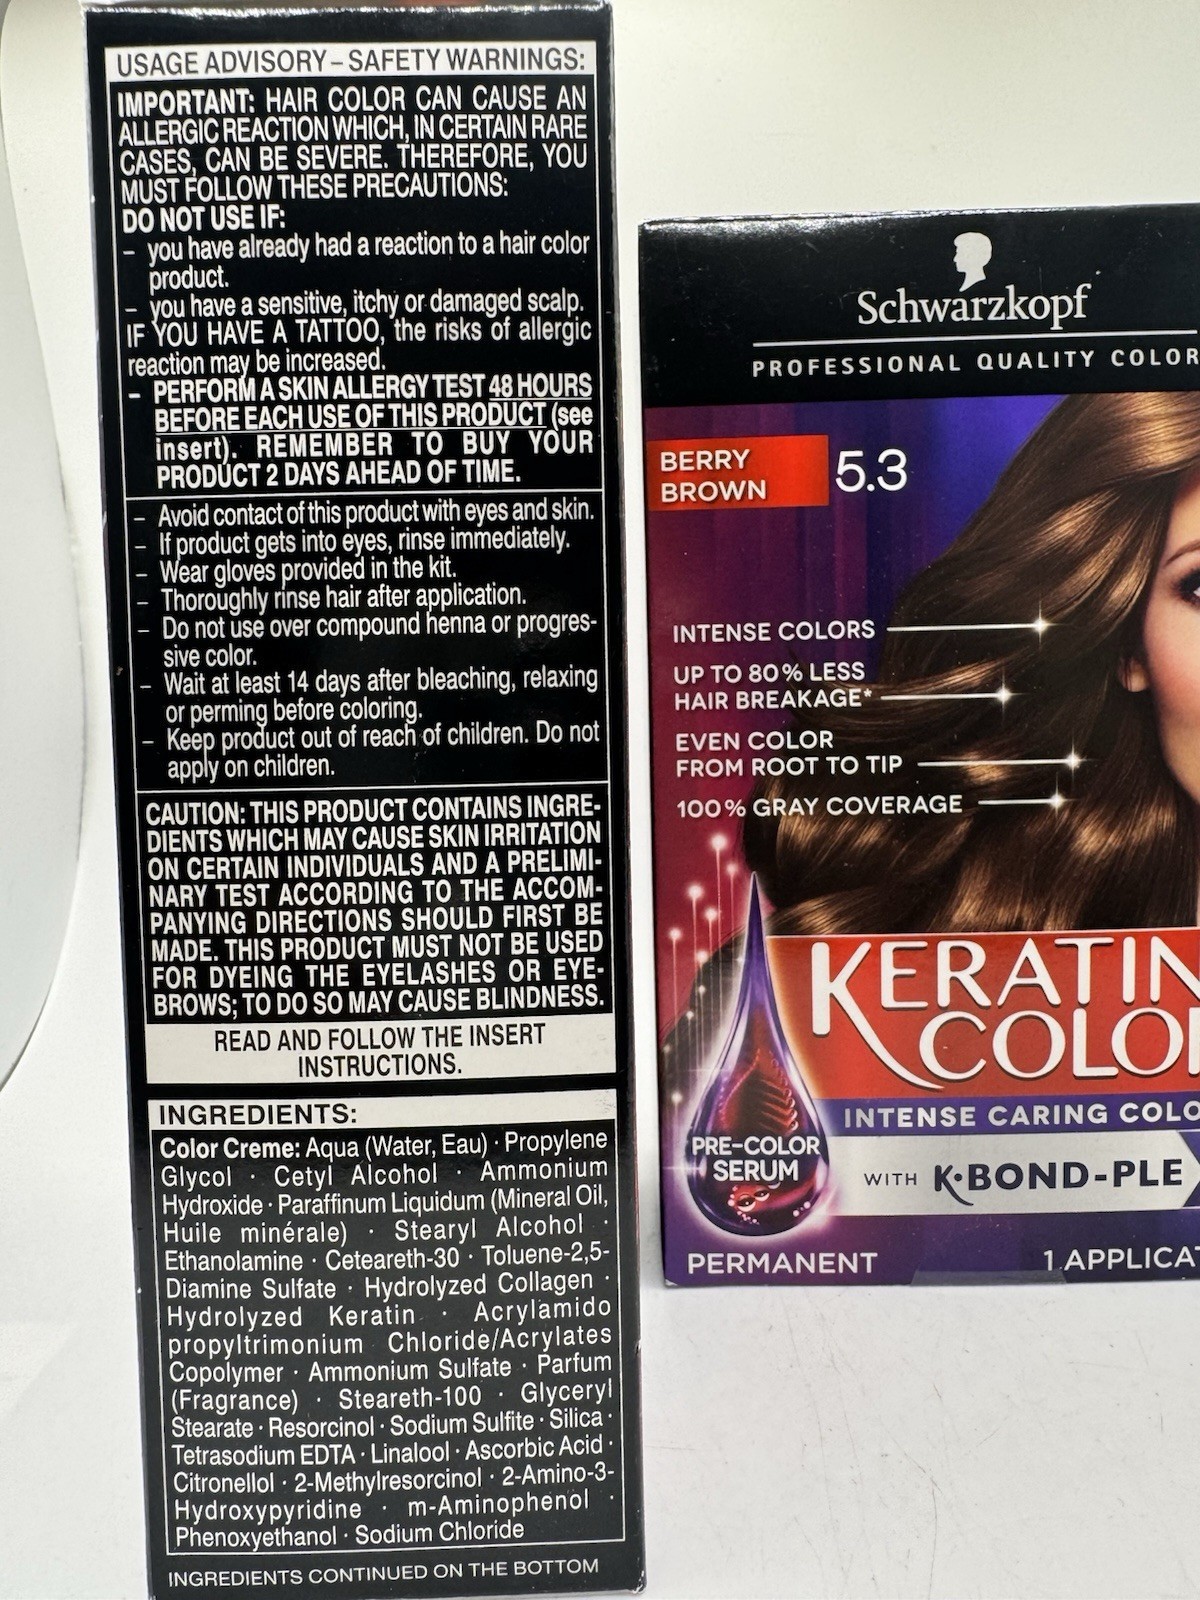 USAGE ADVISORY – SAFETY WARNINGS:
IMPORTANT: HAIR COLOR CAN CAUSE AN
ALLERGIC REACTION WHICH, IN CERTAIN RARE
CASES, CAN BE SEVERE. THEREFORE, YOU
MUST FOLLOW THESE PRECAUTIONS:
DO NOT USE IF:
– you have already had a reaction to a hair color
product.
– you have a sensitive, itchy or damaged scalp.
IF YOU HAVE A TATTOO, the risks of allergic
reaction may be increased.
– PERFORM A SKIN ALLERGY TEST 48 HOURS
BEFORE EACH USE OF THIS PRODUCT (see
insert). REMEMBER TO BUY YOUR
PRODUCT 2 DAYS AHEAD OF TIME.
– Avoid contact of this product with eyes and skin.
– If product gets into eyes, rinse immediately.
– Wear gloves provided in the kit.
– Thoroughly rinse hair after application.
– Do not use over compound henna or progres-
sive color.
– Wait at least 14 days after bleaching, relaxing
or perming before coloring.
– Keep product out of reach of children. Do not
apply on children.
CAUTION: THIS PRODUCT CONTAINS INGRE-
DIENTS WHICH MAY CAUSE SKIN IRRITATION
ON CERTAIN INDIVIDUALS AND A PRELIMI-
NARY TEST ACCORDING TO THE ACCOM-
PANYING DIRECTIONS SHOULD FIRST BE
MADE. THIS PRODUCT MUST NOT BE USED
FOR DYEING THE EYELASHES OR EYE-
BROWS; TO DO SO MAY CAUSE BLINDNESS.
READ AND FOLLOW THE INSERT
INSTRUCTIONS.
INGREDIENTS:
Color Creme: Aqua (Water, Eau) · Propylene
Glycol · Cetyl Alcohol · Ammonium
Hydroxide · Paraffinum Liquidum (Mineral Oil,
Huile minérale) · Stearyl Alcohol ·
Ethanolamine · Ceteareth-30 · Toluene-2,5-
Diamine Sulfate · Hydrolyzed Collagen ·
Hydrolyzed Keratin · Acrylamido
propyltrimonium Chloride/Acrylates
Copolymer · Ammonium Sulfate · Parfum
(Fragrance) · Steareth-100 · Glyceryl
Stearate · Resorcinol · Sodium Sulfite · Silica ·
Tetrasodium EDTA · Linalool · Ascorbic Acid ·
Citronellol · 2-Methylresorcinol · 2-Amino-3-
Hydroxypyridine · m-Aminophenol ·
Phenoxyethanol · Sodium Chloride
INGREDIENTS CONTINUED ON THE BOTTOM
Schwarzkopf
PROFESSIONAL QUALITY COLOR
BERRY
BROWN
5.3
INTENSE COLORS
UP TO 80% LESS
HAIR BREAKAGE*
EVEN COLOR
FROM ROOT TO TIP
100% GRAY COVERAGE
KERATIN
COLOR
INTENSE CARING COLO
PRE-COLOR
SERUM
WITH K·BOND-PLE
PERMANENT
1 APPLICAT